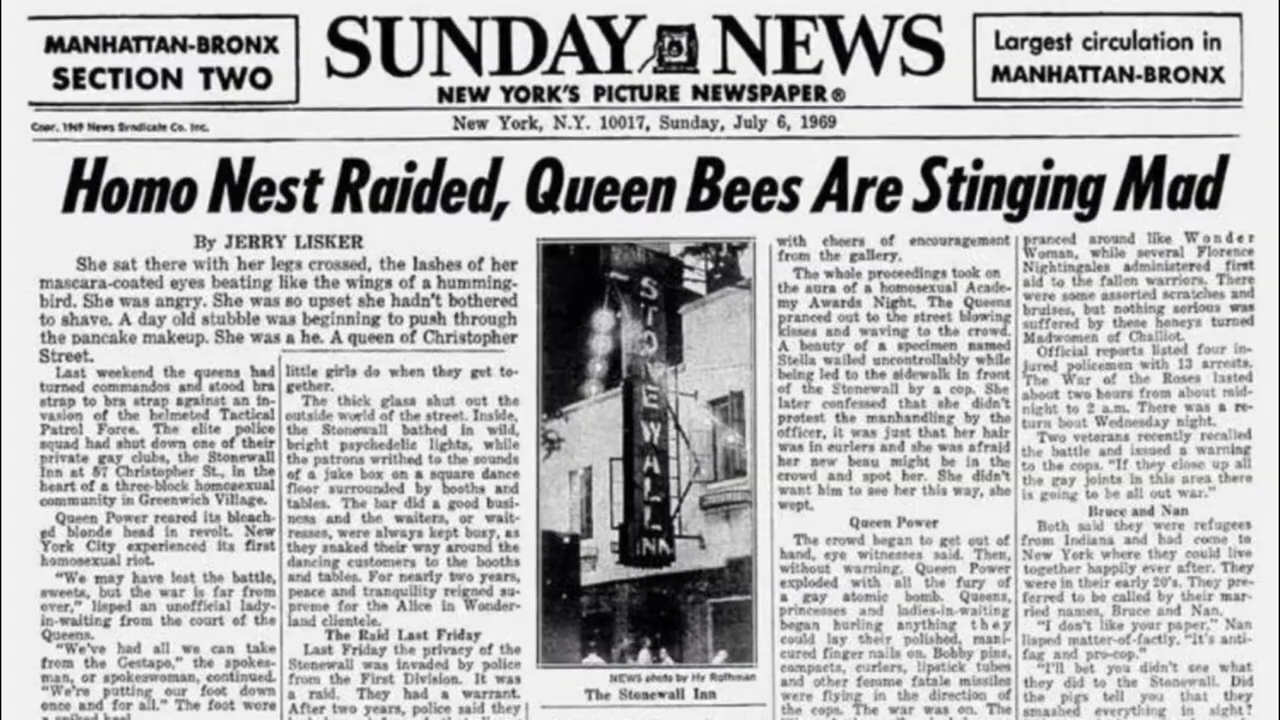 MANHATTAN-BRONX
SECTION TWO
SUNDAY NEWS
NEW YORK'S PICTURE NEWSPAPER®
Largest circulation in
MANHATTAN-BRONX
Copr. 1969 News Syndicate Co. Inc.
New York, N.Y. 10017, Sunday, July 6, 1969
Homo Nest Raided, Queen Bees Are Stinging Mad
By JERRY LISKER
She sat there with her legs crossed, the lashes of her
mascara-coated eyes beating like the wings of a humming-
bird. She was angry. She was so upset she hadn't bothered
to shave. A day old stubble was beginning to push through
the pancake makeup. She was a he. A queen of Christopher
Street.
Last weekend the queens had
turned commandos and stood bra
strap to bra strap against an in-
vasion of the helmeted Tactical
Patrol Force. The elite police
squad had shut down one of their
private gay clubs, the Stonewall
Inn at 57 Christopher St., in the
heart of a three-block homosexual
community in Greenwich Village.
Queen Power reared its bleach-
ed blonde head in revolt. New
York City experienced its first
homosexual riot.
"We may have lost the battle,
sweets, but the war is far from
over," lisped an unofficial lady-
in-waiting from the court of the
Queens.
"We've had all we can take
from the Gestapo," the spokes-
man, or spokeswoman, continued.
"We're putting our foot down
once and for all." The foot wore
a spiked heel.
little girls do when they get to-
gether.
The thick glass shut out the
outside world of the street. Inside,
the Stonewall bathed in wild,
bright psychedelic lights, while
the patrons writhed to the sounds
of a juke box on a square dance
floor surrounded by booths and
tables. The bar did a good busi-
ness and the waiters, or wait-
resses, were always kept busy, as
they snaked their way around the
dancing customers to the booths
and tables. For nearly two years,
peace and tranquility reigned su-
preme for the Alice in Wonder-
land clientele.
The Raid Last Friday
Last Friday the privacy of the
Stonewall was invaded by police
from the First Division. It was
a raid. They had a warrant.
After two years, police said they
STONEWALL
INN
NEWS photo by Hy Rothman
The Stonewall Inn
with cheers of encouragement
from the gallery.
The whole proceedings took on
the aura of a homosexual Acade-
my Awards Night. The Queens
pranced out to the street blowing
kisses and waving to the crowd.
A beauty of a specimen named
Stella wailed uncontrollably while
being led to the sidewalk in front
of the Stonewall by a cop. She
later confessed that she didn't
protest the manhandling by the
officer, it was just that her hair
was in curlers and she was afraid
her new beau might be in the
crowd and spot her. She didn't
want him to see her this way, she
wept.
Queen Power
The crowd began to get out of
hand, eye witnesses said. Then,
without warning, Queen Power
exploded with all the fury of
a gay atomic bomb. Queens,
princesses and ladies-in-waiting
began hurling anything they
could lay their polished, mani-
cured finger nails on. Bobby pins,
compacts, curlers, lipstick tubes
and other femme fatale missiles
were flying in the direction of
the cops. The war was on. The
pranced around like Wonder
Woman, while several Florence
Nightingales administered first
aid to the fallen warriors. There
were some assorted scratches and
bruises, but nothing serious was
suffered by these honeys turned
Madwomen of Chaillot.
Official reports listed four in-
jured policemen with 13 arrests.
The War of the Roses lasted
about two hours from about mid-
night to 2 a.m. There was a re-
turn bout Wednesday night.
Two veterans recently recalled
the battle and issued a warning
to the cops. "If they close up all
the gay joints in this area there
is going to be all out war."
Bruce and Nan
Both said they were refugees
from Indiana and had come to
New York where they could live
together happily ever after. They
were in their early 20's. They pre-
ferred to be called by their mar-
ried names, Bruce and Nan.
"I don't like your paper," Nan
lisped matter-of-factly. "It's anti-
fag and pro-cop."
"I'll bet you didn't see what
they did to the Stonewall. Did
the pigs tell you that they
smashed everything in sight?